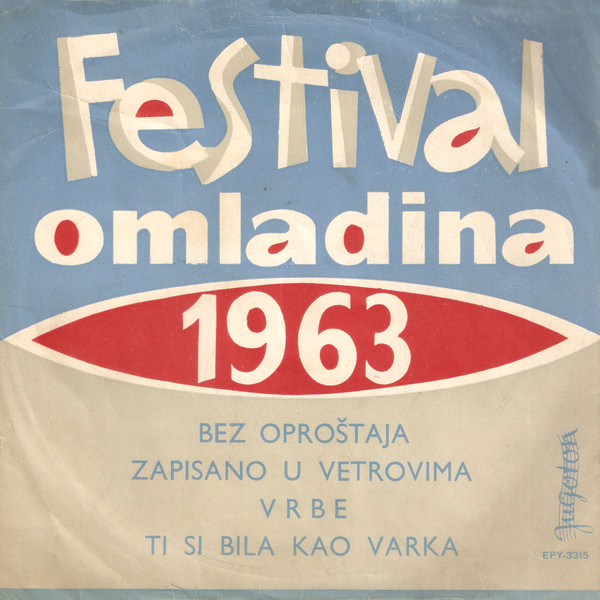 Festival
omladina
1963
BEZ OPROŠTAJA
ZAPISANO U VETROVIMA
VRBE
TI SI BILA KAO VARKA
Jugoton
EPY-3315